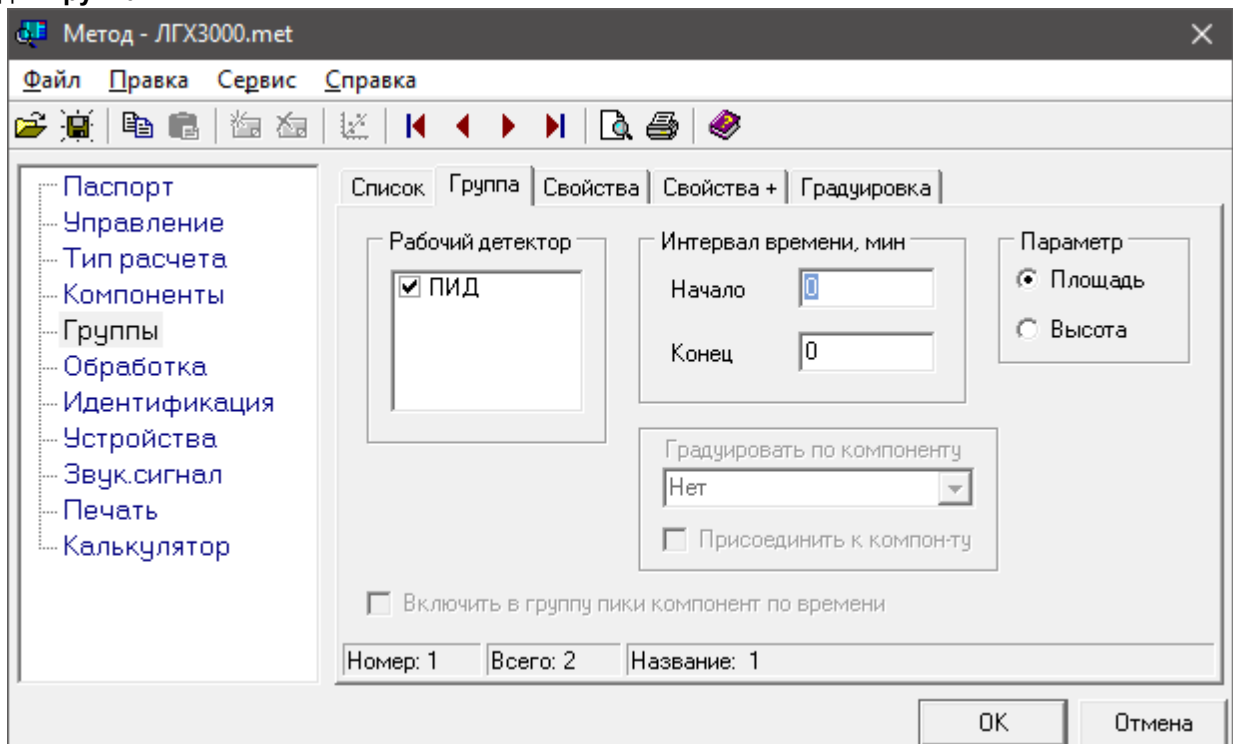 Метод - ЛГХ3000.met
Файл Правка Сервис Справка
Паспорт
Управление
Тип расчета
Компоненты
Группы
Обработка
Идентификация
Устройства
Звук.сигнал
Печать
Калькулятор
Список Группа Свойства Свойства + Градуировка
Рабочий детектор
ПИД
Интервал времени, мин
Начало 0
Конец 0
Параметр
Площадь
Высота
Градуировать по компоненту
Нет
Присоединить к компон-ту
Включить в группу пики компонент по времени
Номер: 1 Всего: 2 Название: 1
OK Отмена